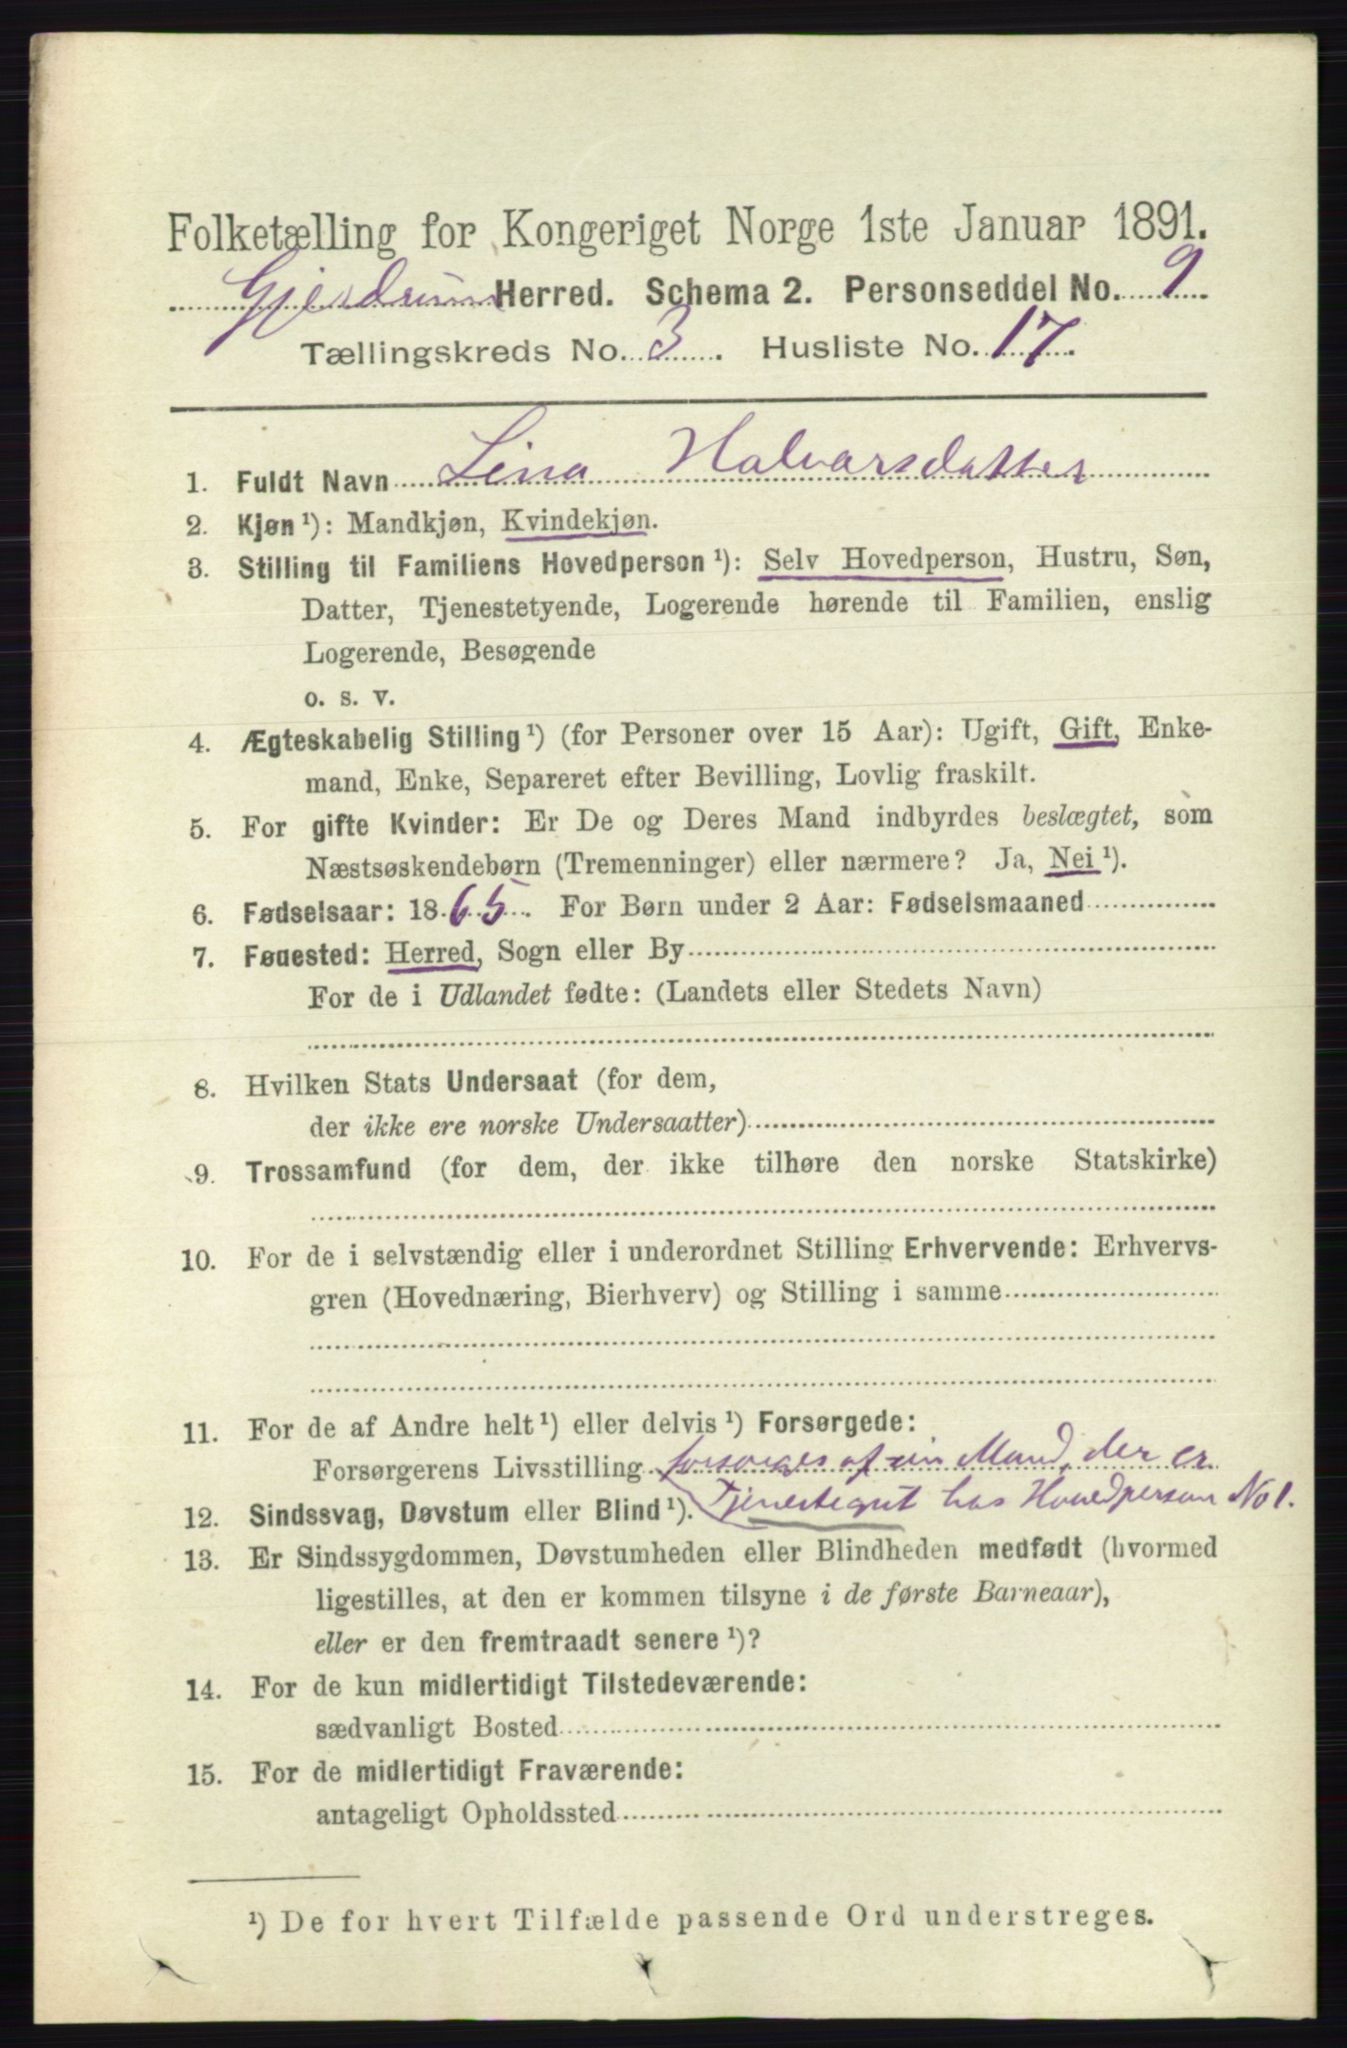 Folketælling for Kongeriget Norge 1ste Januar 1891.
Gjerdrum Herred. Schema 2. Personseddel No. 9
Tællingskreds No. 3. Husliste No. 17.
1. Fuldt Navn Lina Halvorsdatter
2. Kjøn ¹): Mandkjøn, Kvindekjøn.
3. Stilling til Familiens Hovedperson ¹): Selv Hovedperson, Hustru, Søn,
Datter, Tjenestetyende, Logerende hørende til Familien, enslig
Logerende, Besøgende
o. s. v.
4. Ægteskabelig Stilling ¹) (for Personer over 15 Aar): Ugift, Gift, Enke-
mand, Enke, Separeret efter Bevilling, Lovlig fraskilt.
5. For gifte Kvinder: Er De og Deres Mand indbyrdes beslægtet, som
Næstsøskendebørn (Tremenninger) eller nærmere? Ja, Nei ¹).
6. Fødselsaar: 1865. For Børn under 2 Aar: Fødselsmaaned
7. Føuested: Herred, Sogn eller By
For de i Udlandet fødte: (Landets eller Stedets Navn)
8. Hvilken Stats Undersaat (for dem,
der ikke ere norske Undersaatter)
9. Trossamfund (for dem, der ikke tilhøre den norske Statskirke)
10. For de i selvstændig eller i underordnet Stilling Erhvervende: Erhvervs-
gren (Hovednæring, Bierhverv) og Stilling i samme
11. For de af Andre helt ¹) eller delvis ¹) Forsørgede:
Forsørgerens Livsstilling forsørges af sin Mand, der er
12. Sindssvag, Døvstum eller Blind ¹). Tjenestegut hos Hovedperson No 1.
13. Er Sindssygdommen, Døvstumheden eller Blindheden medfødt (hvormed
ligestilles, at den er kommen tilsyne i de første Barneaar),
eller er den fremtraadt senere ¹)?
14. For de kun midlertidigt Tilstedeværende:
sædvanligt Bosted
15. For de midlertidigt Fraværende:
antageligt Opholdssted
¹) De for hvert Tilfælde passende Ord understreges.